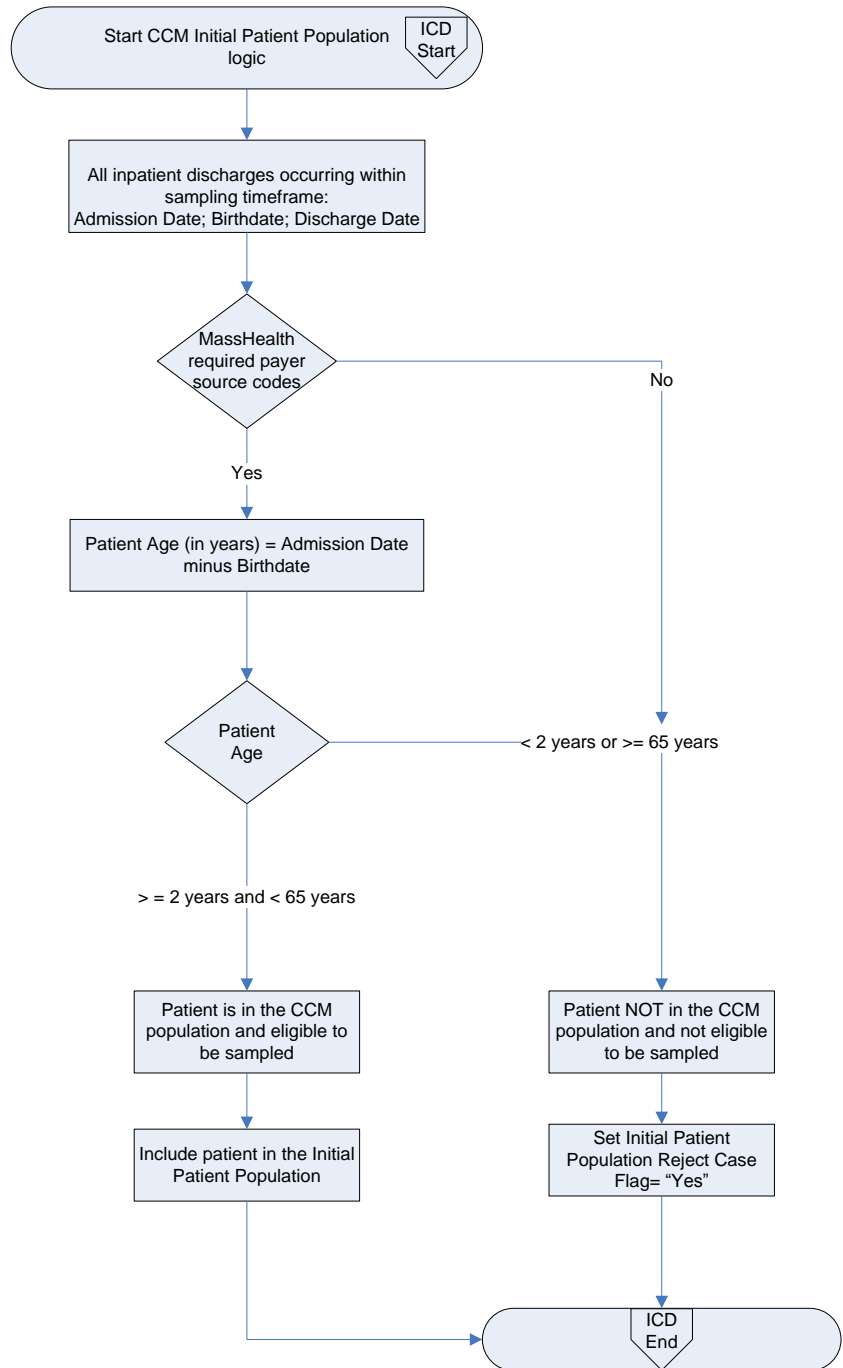 Start CCM Initial Patient Population
logic
ICD
Start
All inpatient discharges occurring within
sampling timeframe:
Admission Date; Birthdate; Discharge Date
MassHealth
required payer
source codes
No
Yes
Patient Age (in years) = Admission Date
minus Birthdate
Patient
Age
< 2 years or >= 65 years
> = 2 years and < 65 years
Patient is in the CCM
population and eligible to
be sampled
Patient NOT in the CCM
population and not eligible
to be sampled
Include patient in the Initial
Patient Population
Set Initial Patient
Population Reject Case
Flag= “Yes”
ICD
End